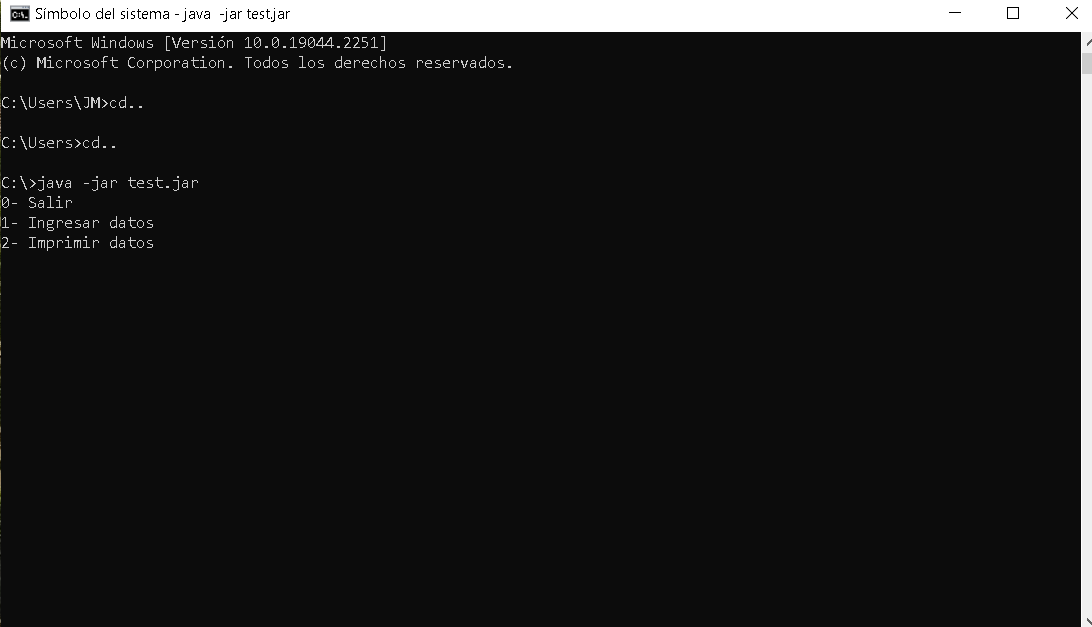 Símbolo del sistema - java -jar test.jar
Microsoft Windows [Versión 10.0.19044.2251]
(c) Microsoft Corporation. Todos los derechos reservados.
C:\Users\JM>cd..
C:\Users>cd..
C:\>java -jar test.jar
0- Salir
1- Ingresar datos
2- Imprimir datos